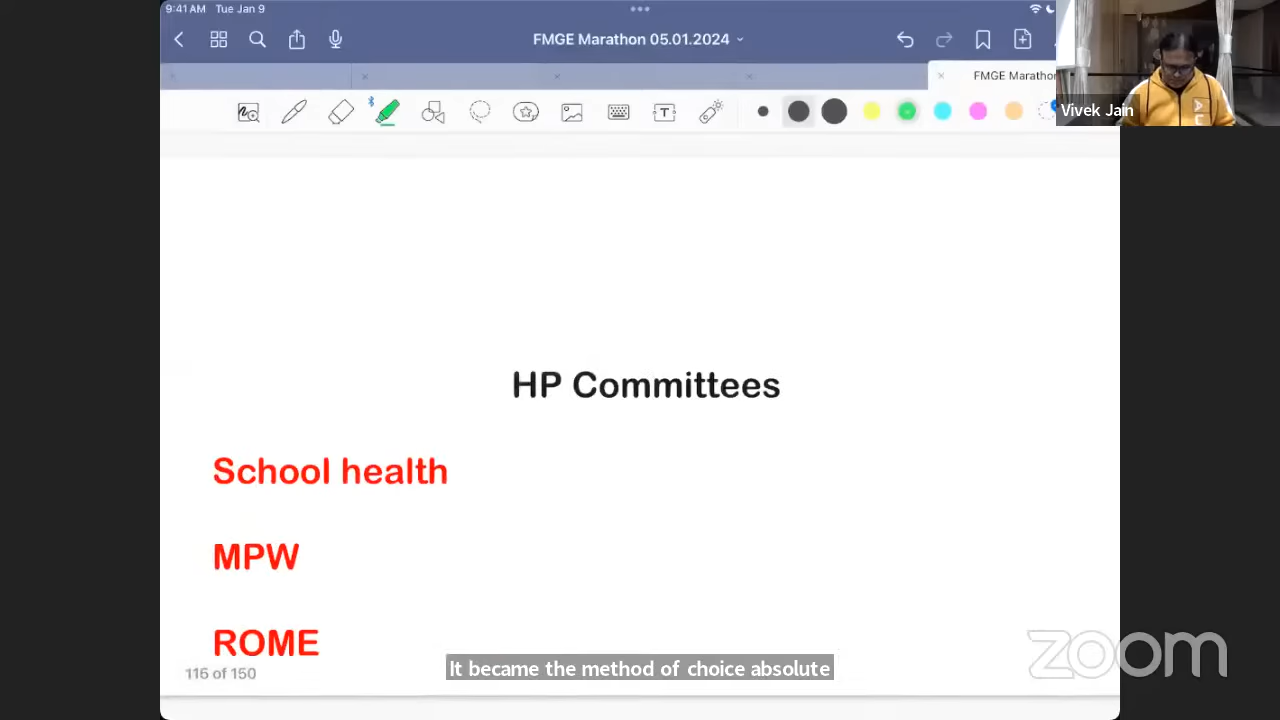 9:41 AM Tue Jan 9
FMGE Marathon 05.01.2024
FMGE Marathon
T
Vivek Jain
HP Committees
School health
MPW
ROME
116 of 150
It became the method of choice absolute
zoom